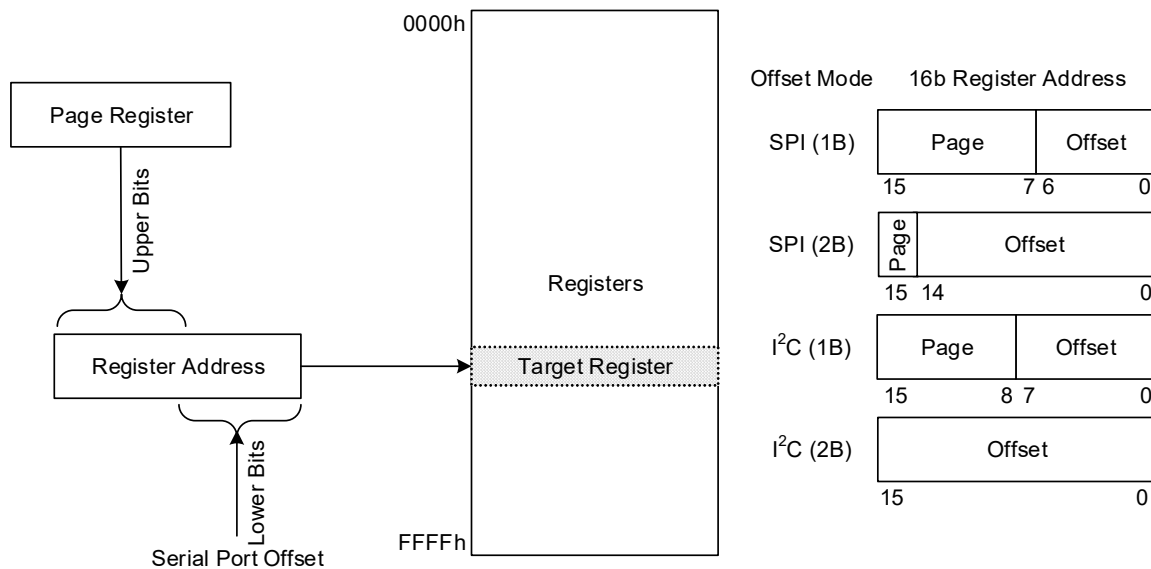 0000h
Page Register
Upper Bits
Register Address
Lower Bits
Serial Port Offset
Registers
Target Register
FFFFh
Offset Mode 16b Register Address
SPI (1B) Page Offset
15 7 6 0
SPI (2B) Page Offset
15 14 0
I²C (1B) Page Offset
15 8 7 0
I²C (2B) Offset
15 0